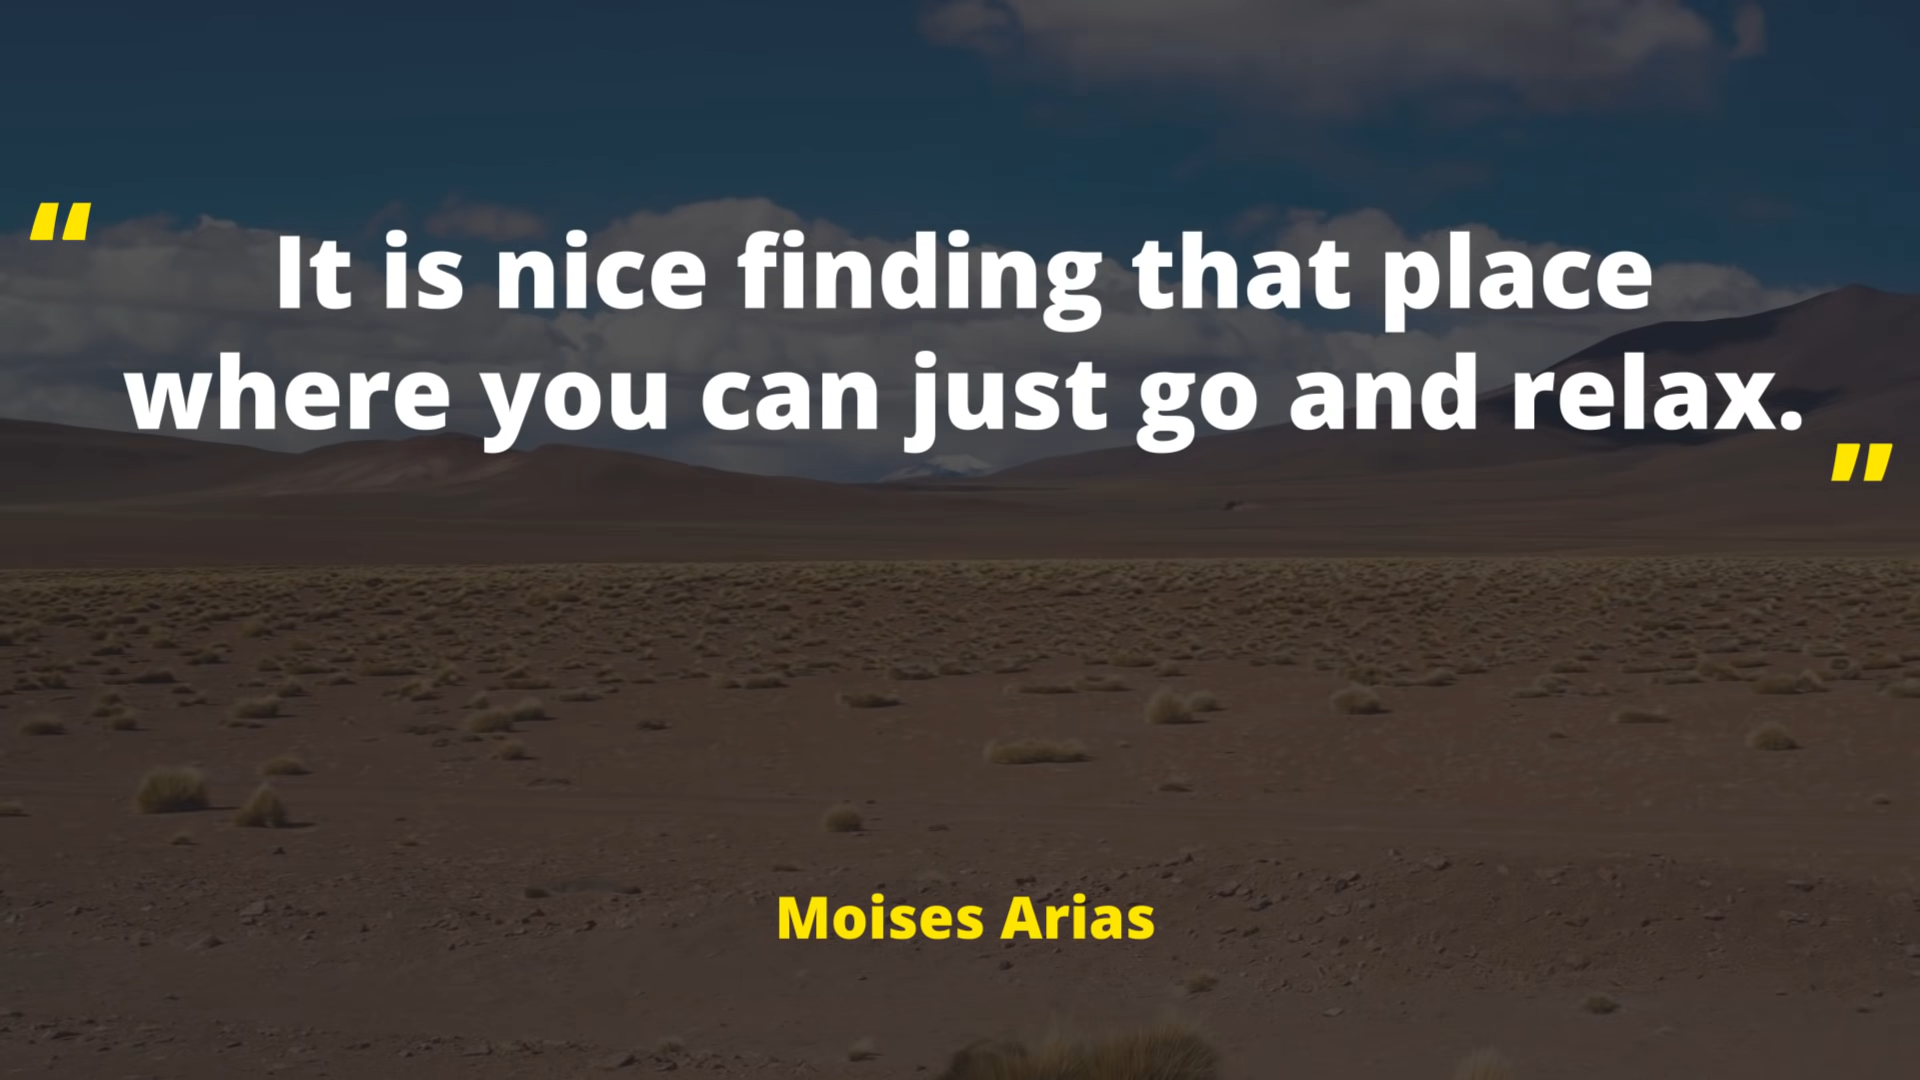 “
It is nice finding that place
where you can just go and relax.
”
Moises Arias